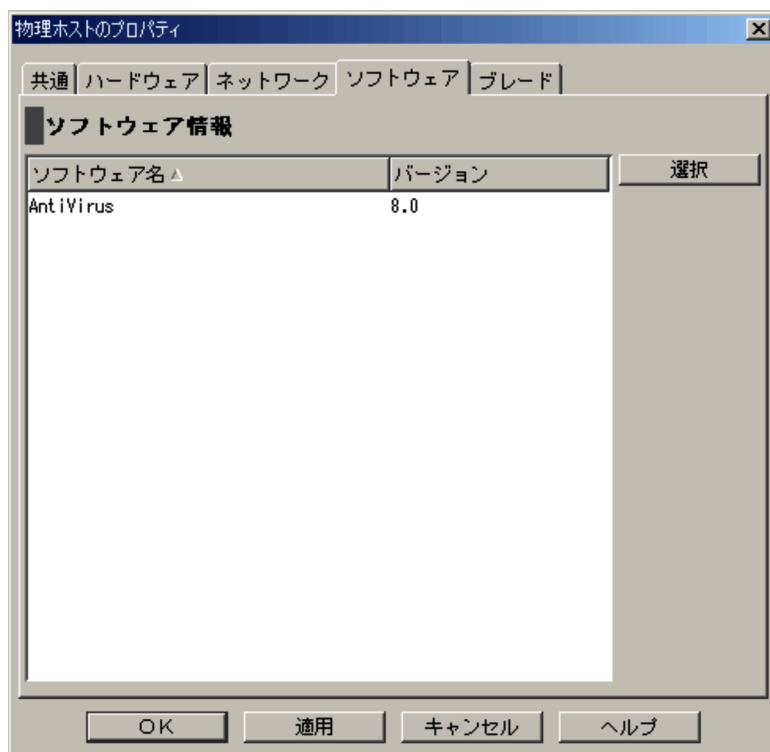 物理ホストのプロパティ
共通 ハードウェア ネットワーク ソフトウェア ブレード
ソフトウェア情報
ソフトウェア名 バージョン 選択
AntiVirus 8.0
OK 適用 キャンセル ヘルプ